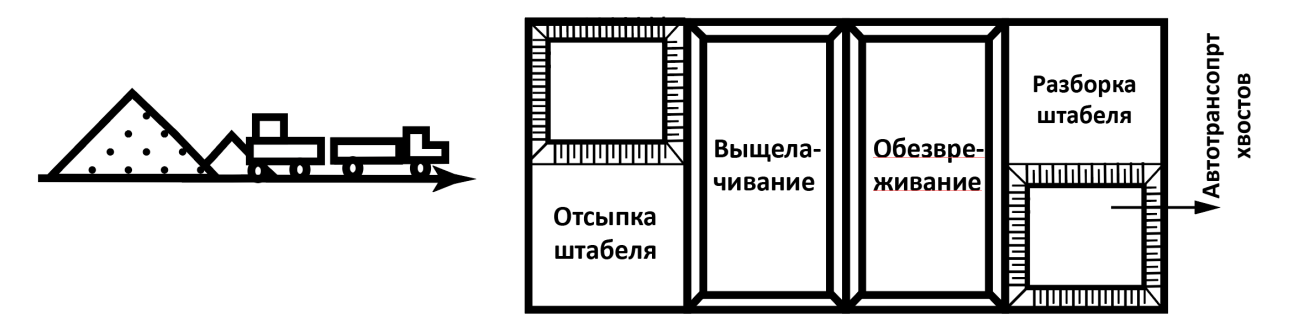 Отсыпка
штабеля
Выщела-
чивание
Обезвре-
живание
Разборка
штабеля
Автотрансопрт
хвостов